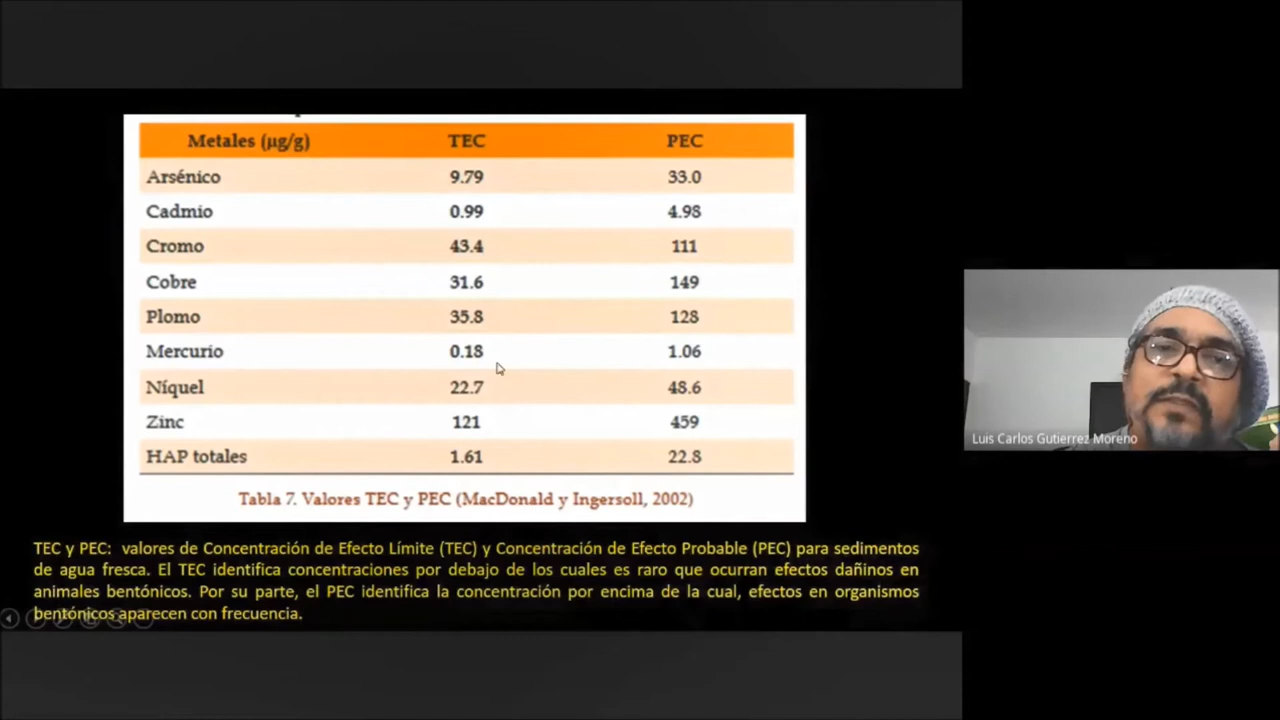 Metales (µg/g) TEC PEC
Arsénico 9.79 33.0
Cadmio 0.99 4.98
Cromo 43.4 111
Cobre 31.6 149
Plomo 35.8 128
Mercurio 0.18 1.06
Níquel 22.7 48.6
Zinc 121 459
HAP totales 1.61 22.8
Tabla 7. Valores TEC y PEC (MacDonald y Ingersoll, 2002)
TEC y PEC: valores de Concentración de Efecto Límite (TEC) y Concentración de Efecto Probable (PEC) para sedimentos
de agua fresca. El TEC identifica concentraciones por debajo de los cuales es raro que ocurran efectos dañinos en
animales bentónicos. Por su parte, el PEC identifica la concentración por encima de la cual, efectos en organismos
bentónicos aparecen con frecuencia.
Luis Carlos Gutierrez Moreno